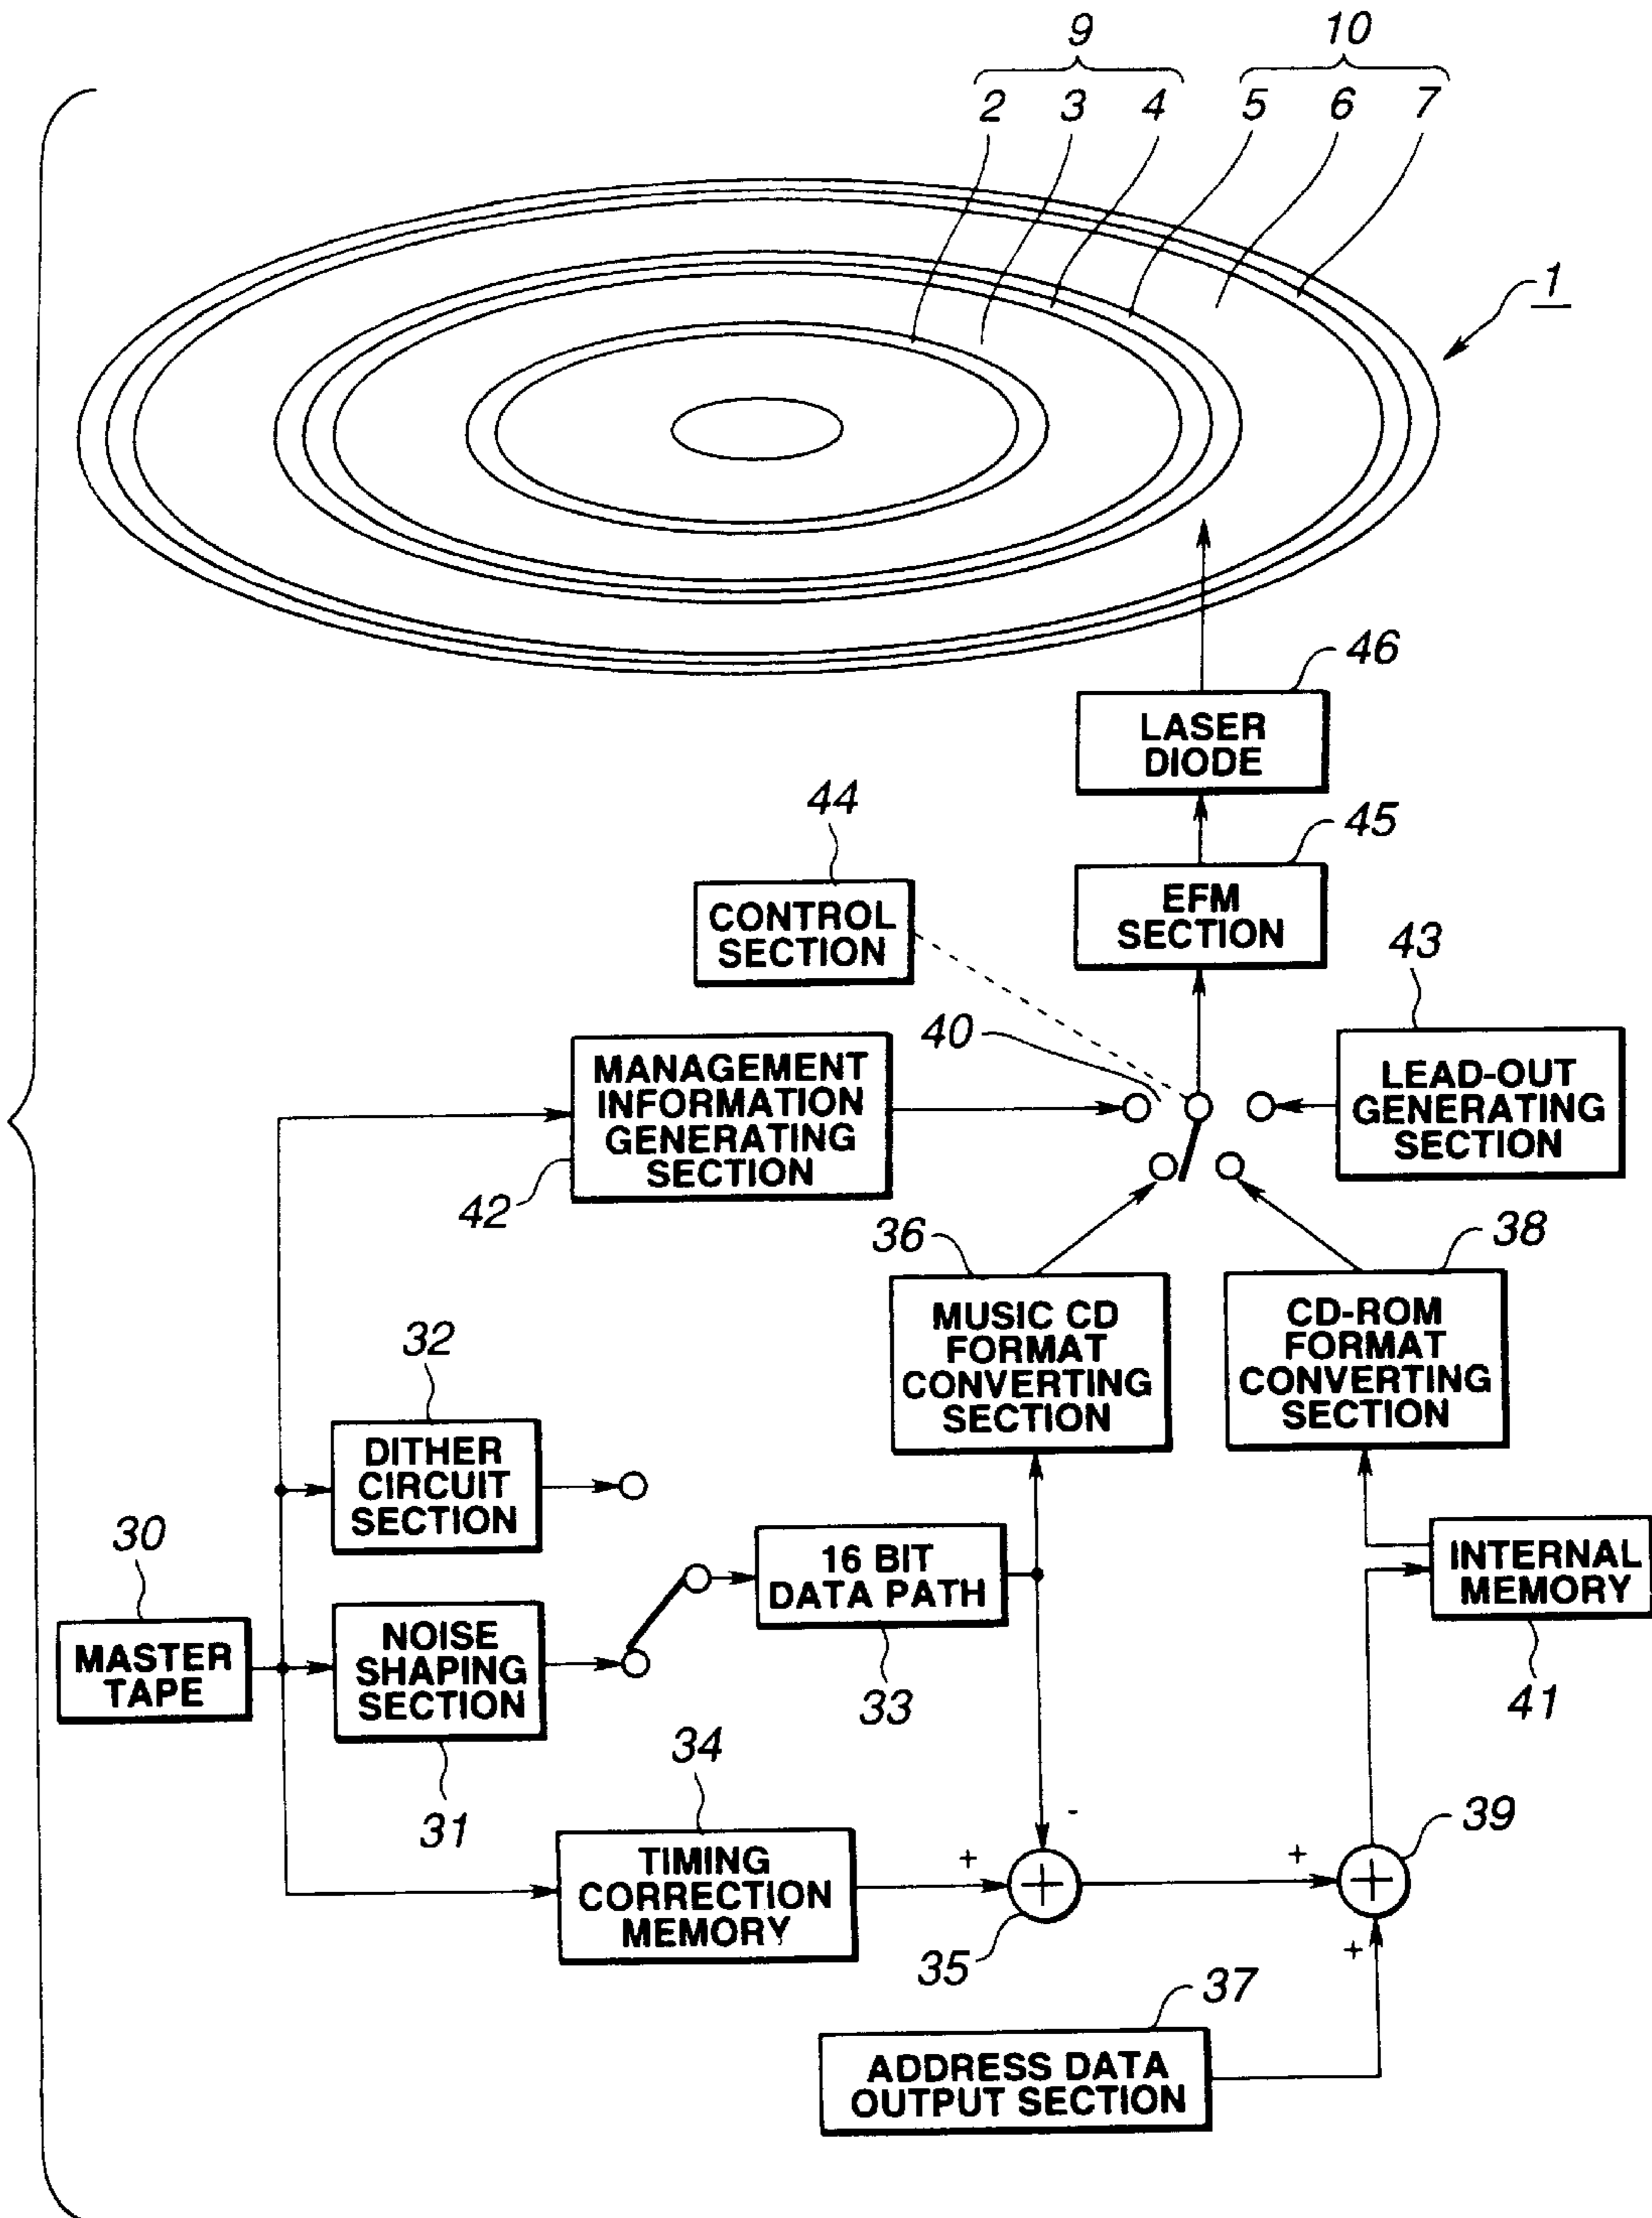 9
10
2
3
4
5
6
7
1
46
LASER
DIODE
44
45
CONTROL
SECTION
EFM
SECTION
43
40
MANAGEMENT
INFORMATION
GENERATING
SECTION
LEAD-OUT
GENERATING
SECTION
42
36
38
MUSIC CD
FORMAT
CONVERTING
SECTION
CD-ROM
FORMAT
CONVERTING
SECTION
32
DITHER
CIRCUIT
SECTION
30
16 BIT
DATA PATH
INTERNAL
MEMORY
MASTER
TAPE
NOISE
SHAPING
SECTION
33
41
31
34
-
39
TIMING
CORRECTION
MEMORY
+
+
+
+
35
+
37
ADDRESS DATA
OUTPUT SECTION